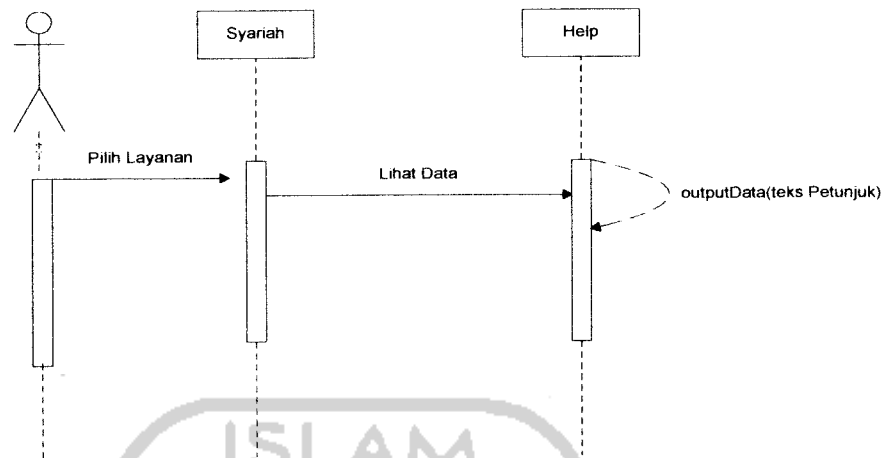 Syariah
Help
Pilih Layanan
Lihat Data
outputData(teks Petunjuk)
ISLAM